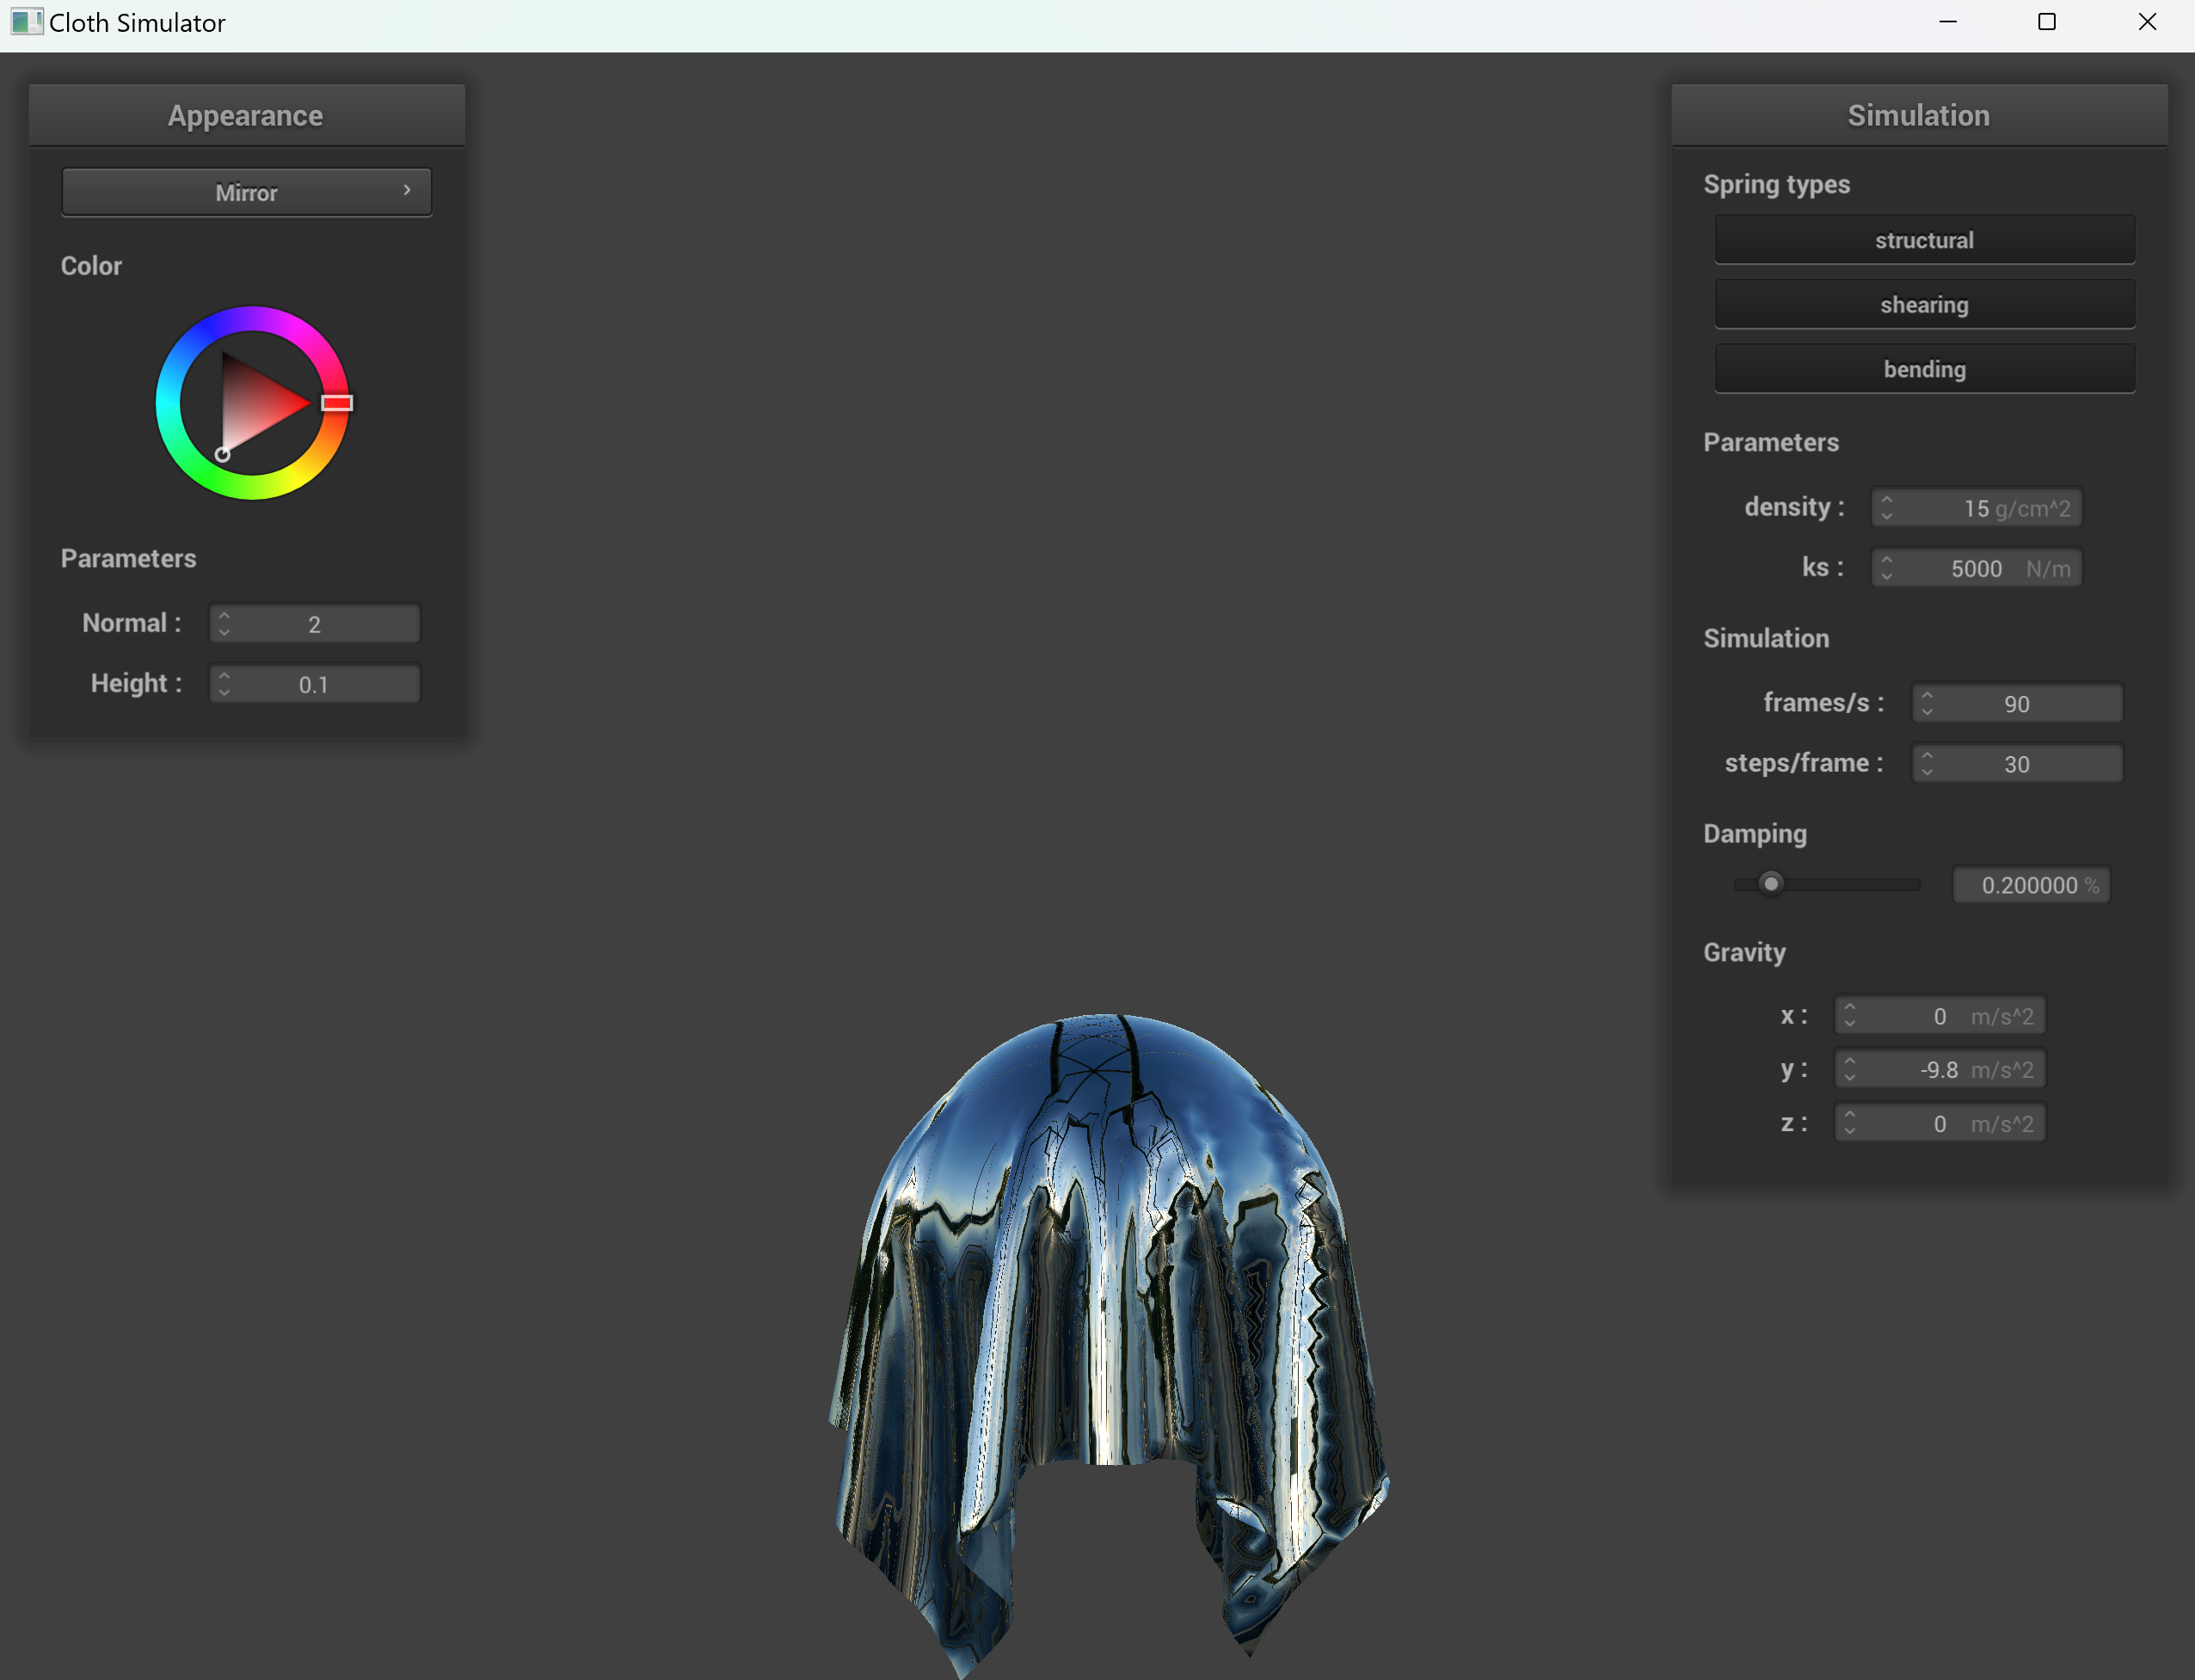 Cloth Simulator
Appearance
Mirror
Color
Parameters
Normal : 2
Height : 0.1
Simulation
Spring types
structural
shearing
bending
Parameters
density : 15 g/cm^2
ks : 5000 N/m
Simulation
frames/s : 90
steps/frame : 30
Damping
0.200000 %
Gravity
x : 0 m/s^2
y : -9.8 m/s^2
z : 0 m/s^2